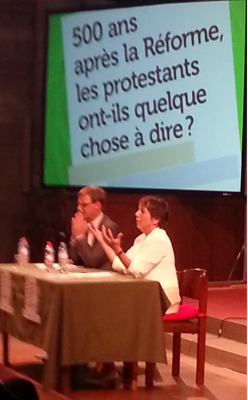 500 ans
après la Réforme,
les protestants
ont-ils quelque
chose à dire ?